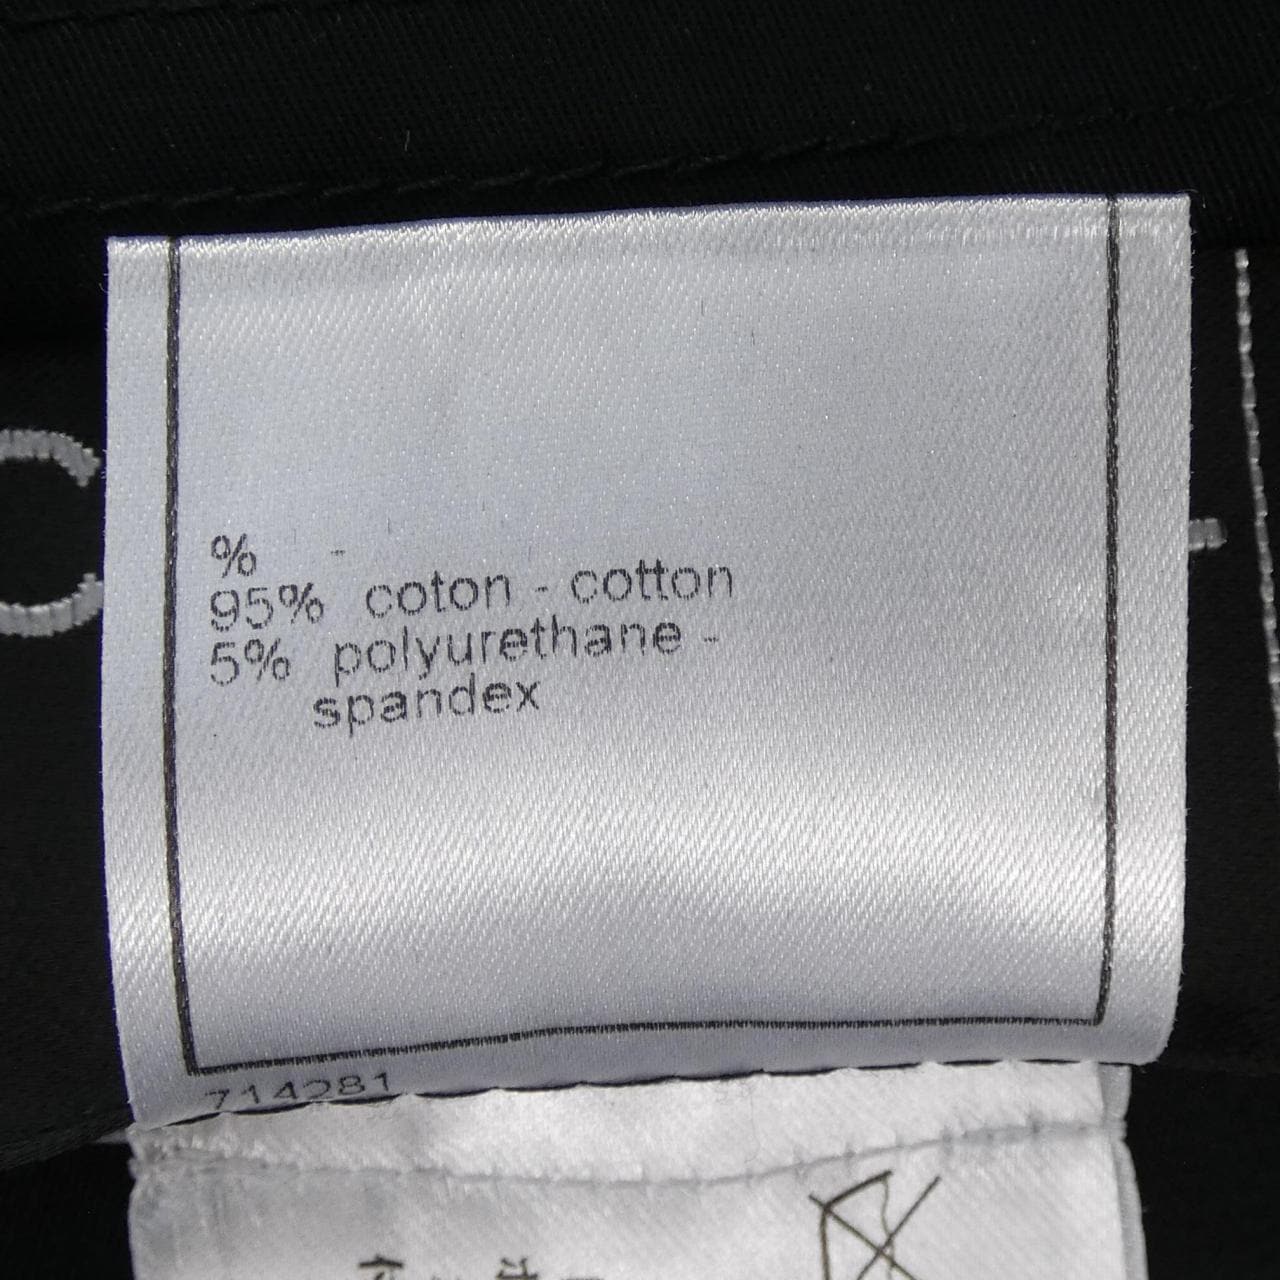 % -
95% coton - cotton
5% polyurethane -
spandex
714281
C